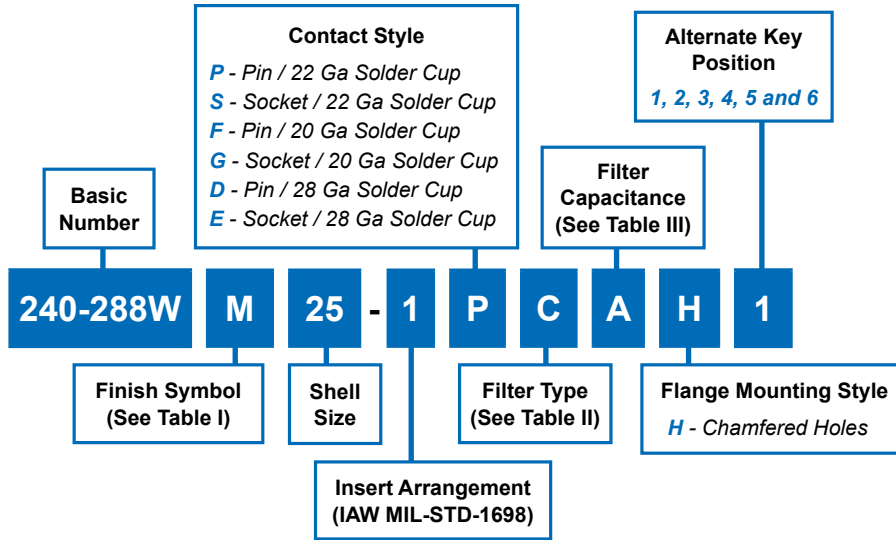 Contact Style
P - Pin / 22 Ga Solder Cup
S - Socket / 22 Ga Solder Cup
F - Pin / 20 Ga Solder Cup
G - Socket / 20 Ga Solder Cup
D - Pin / 28 Ga Solder Cup
E - Socket / 28 Ga Solder Cup
Alternate Key
Position
1, 2, 3, 4, 5 and 6
Basic
Number
Filter
Capacitance
(See Table III)
240-288W M 25 - 1 P C A H 1
Finish Symbol
(See Table I)
Shell
Size
Filter Type
(See Table II)
Flange Mounting Style
H - Chamfered Holes
Insert Arrangement
(IAW MIL-STD-1698)